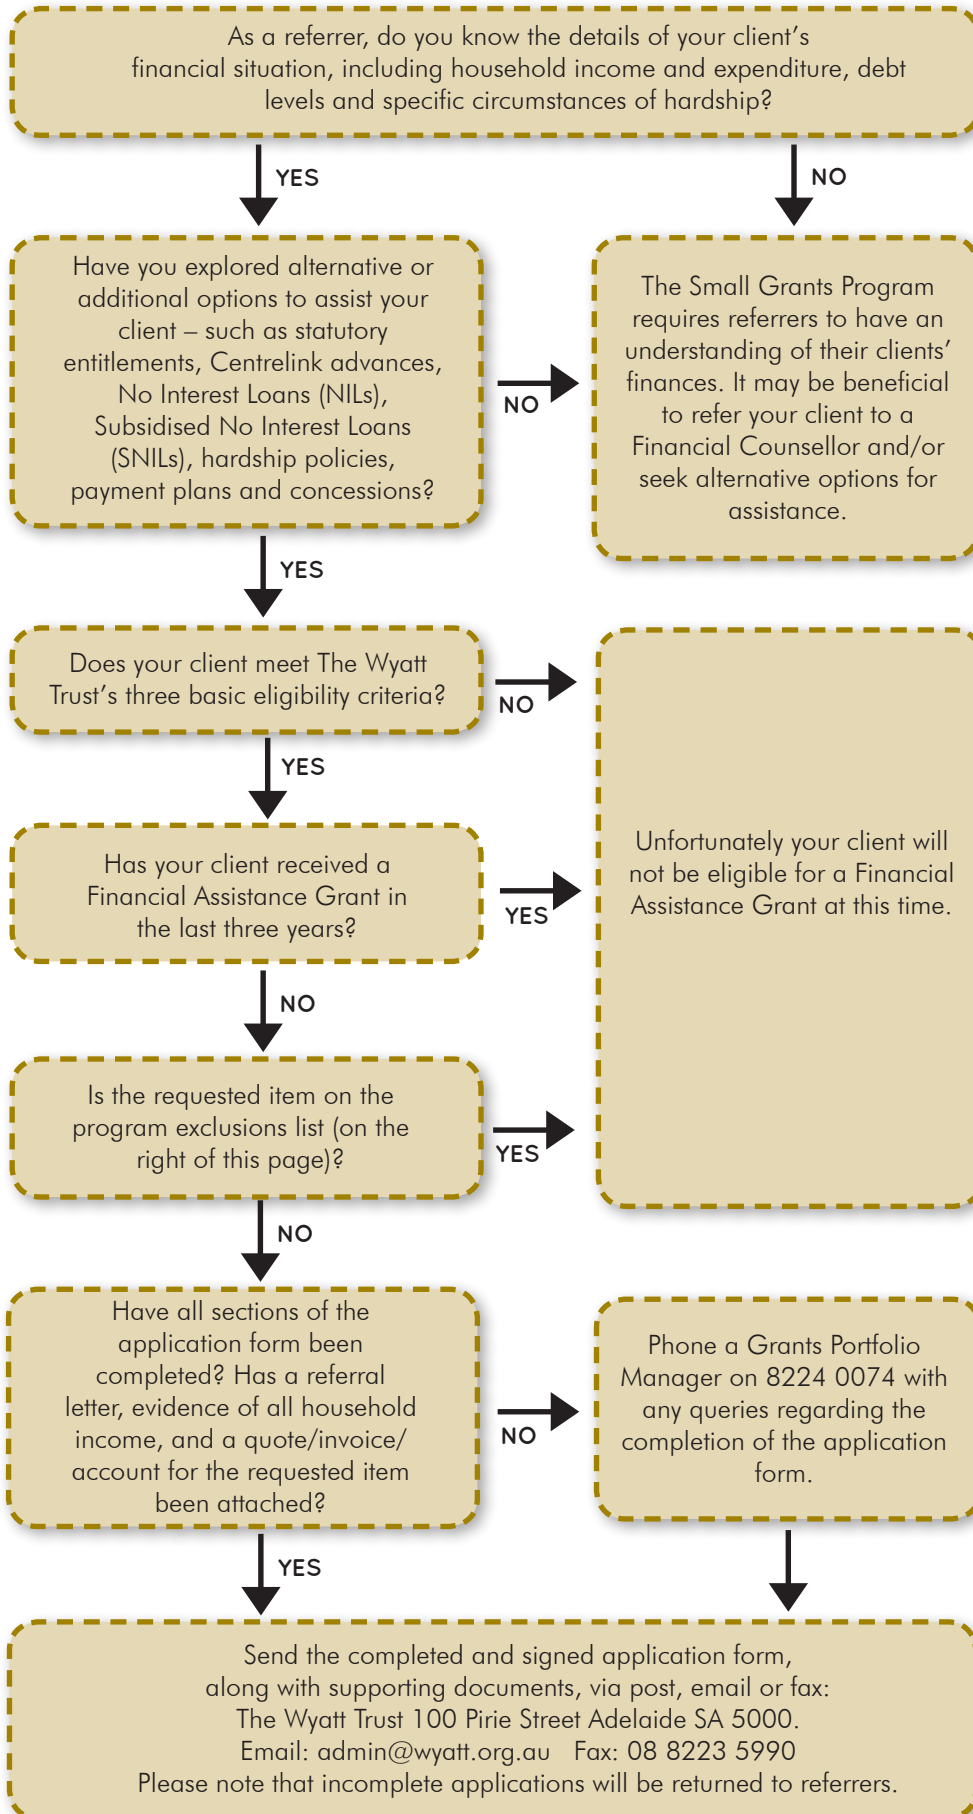 As a referrer, do you know the details of your client’s
financial situation, including household income and expenditure, debt
levels and specific circumstances of hardship?
YES
NO
Have you explored alternative or
additional options to assist your
client – such as statutory
entitlements, Centrelink advances,
No Interest Loans (NILs),
Subsidised No Interest Loans
(SNILs), hardship policies,
payment plans and concessions?
NO
The Small Grants Program
requires referrers to have an
understanding of their clients’
finances. It may be beneficial
to refer your client to a
Financial Counsellor and/or
seek alternative options for
assistance.
YES
Does your client meet The Wyatt
Trust’s three basic eligibility criteria?
NO
YES
Has your client received a
Financial Assistance Grant in
the last three years?
YES
Unfortunately your client will
not be eligible for a Financial
Assistance Grant at this time.
NO
Is the requested item on the
program exclusions list (on the
right of this page)?
YES
NO
Have all sections of the
application form been
completed? Has a referral
letter, evidence of all household
income, and a quote/invoice/
account for the requested item
been attached?
NO
Phone a Grants Portfolio
Manager on 8224 0074 with
any queries regarding the
completion of the application
form.
YES
Send the completed and signed application form,
along with supporting documents, via post, email or fax:
The Wyatt Trust 100 Pirie Street Adelaide SA 5000.
Email: admin@wyatt.org.au Fax: 08 8223 5990
Please note that incomplete applications will be returned to referrers.